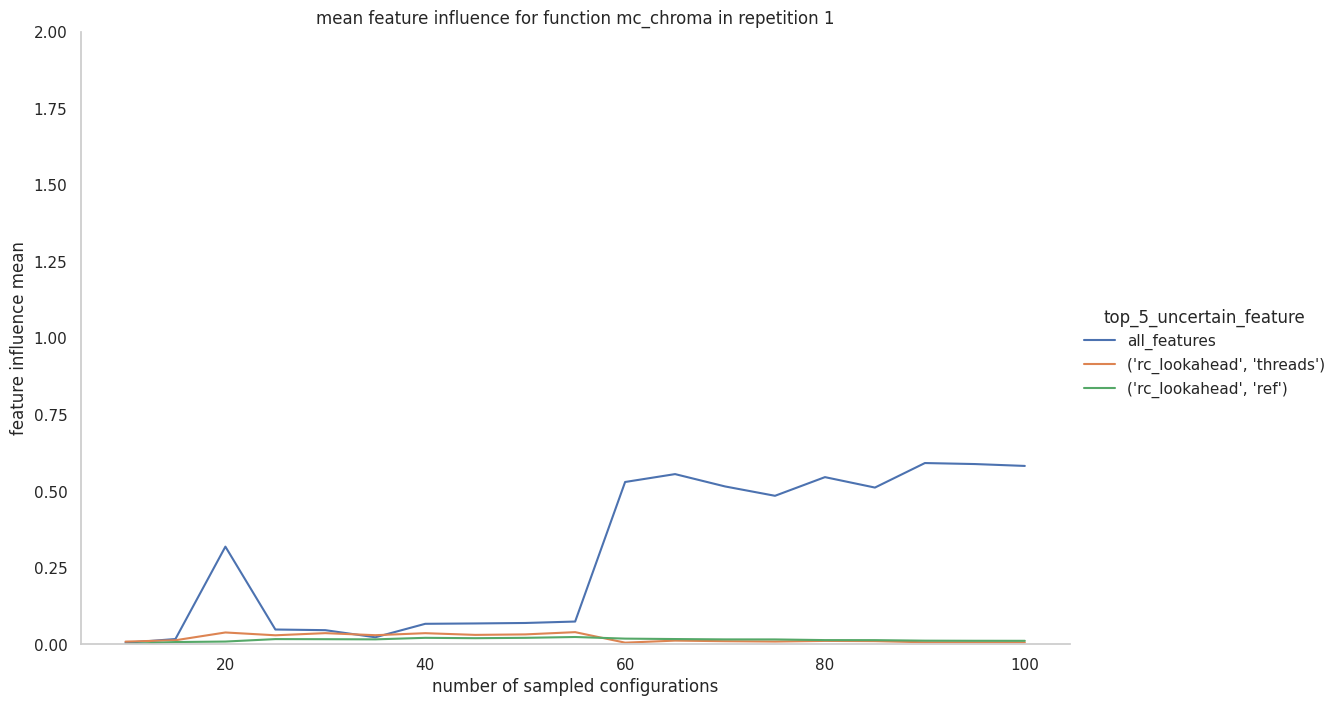 mean feature influence for function mc_chroma in repetition 1
2.00
1.75
1.50
1.25
1.00
0.75
0.50
0.25
0.00
feature influence mean
20 40 60 80 100
number of sampled configurations
top_5_uncertain_feature
all_features
('rc_lookahead', 'threads')
('rc_lookahead', 'ref')